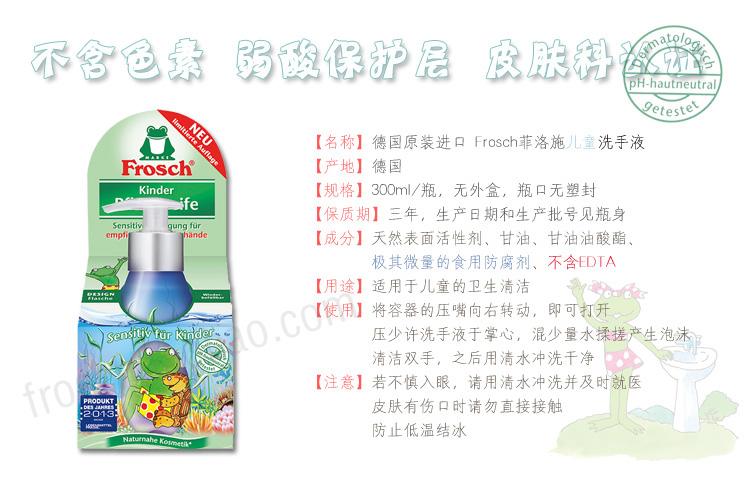 不含色素 弱酸保护层 皮肤科认证
dermatologisch
pH-hautneutral
getestet
NEU
limitierte Auflage
MARKE
Frosch®
Kinder
Sensitiv
für
DESIGN
Flasche
Wieder-
befüllbar
Sensitiv für Kinder
PRODUKT
DES JAHRES
2013
Naturnahe Kosmetik*
【名称】德国原装进口 Frosch菲洛施儿童洗手液
【产地】德国
【规格】300ml/瓶，无外盒，瓶口无塑封
【保质期】三年，生产日期和生产批号见瓶身
【成分】天然表面活性剂、甘油、甘油油酸酯、
极其微量的食用防腐剂、不含EDTA
【用途】适用于儿童的卫生清洁
【使用】将容器的压嘴向右转动，即可打开
压少许洗手液于掌心，混少量水揉搓产生泡沫
清洁双手，之后用清水冲洗干净
【注意】若不慎入眼，请用清水冲洗并及时就医
皮肤有伤口时请勿直接接触
防止低温结冰